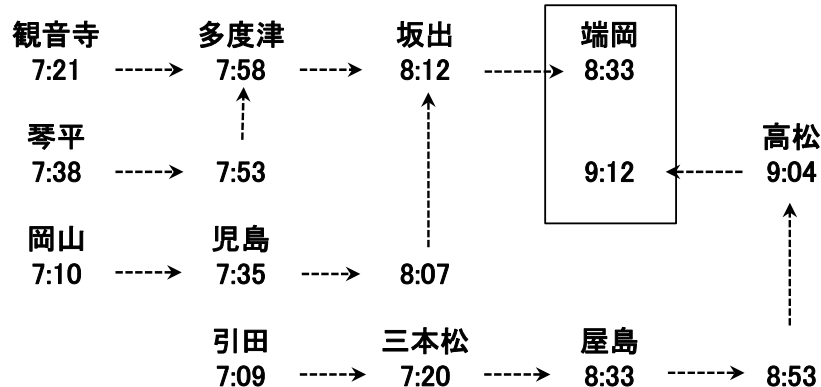 観音寺 多度津 坂出 端岡
7:21 7:58 8:12 8:33
琴平 高松
7:38 7:53 9:12 9:04
岡山 児島
7:10 7:35 8:07
引田 三本松 屋島
7:09 7:20 8:33 8:53